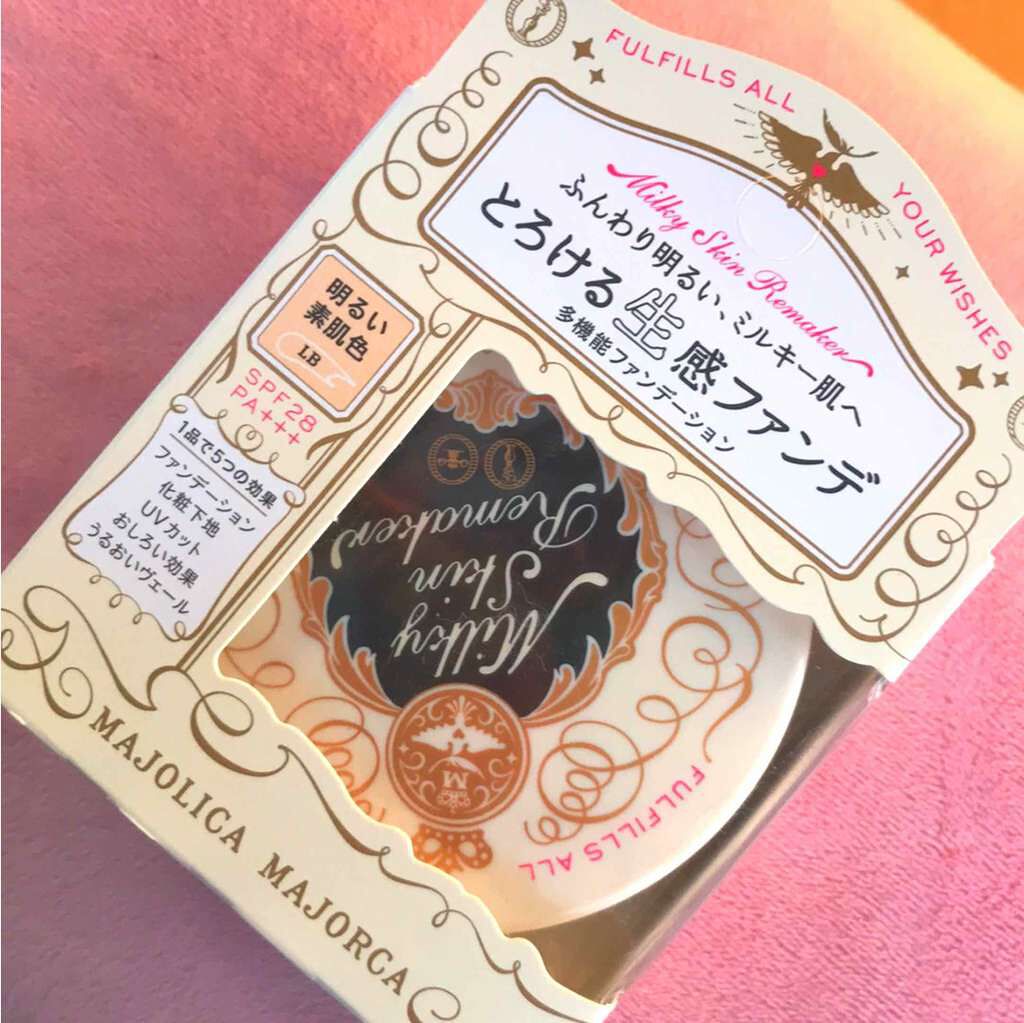 FULFILLS ALL
YOUR WISHES
Milky Skin Remaker
ふんわり明るい、ミルキー肌へ
とろける生感ファンデ
多機能ファンデーション
明るい
素肌色
LB
SPF28
PA+++
1品で5つの効果
ファンデーション
化粧下地
UVカット
おしろい効果
うるおいヴェール
Milky
Skin
Remaker
M
FULFILLS ALL
MAJOLICA MAJORCA